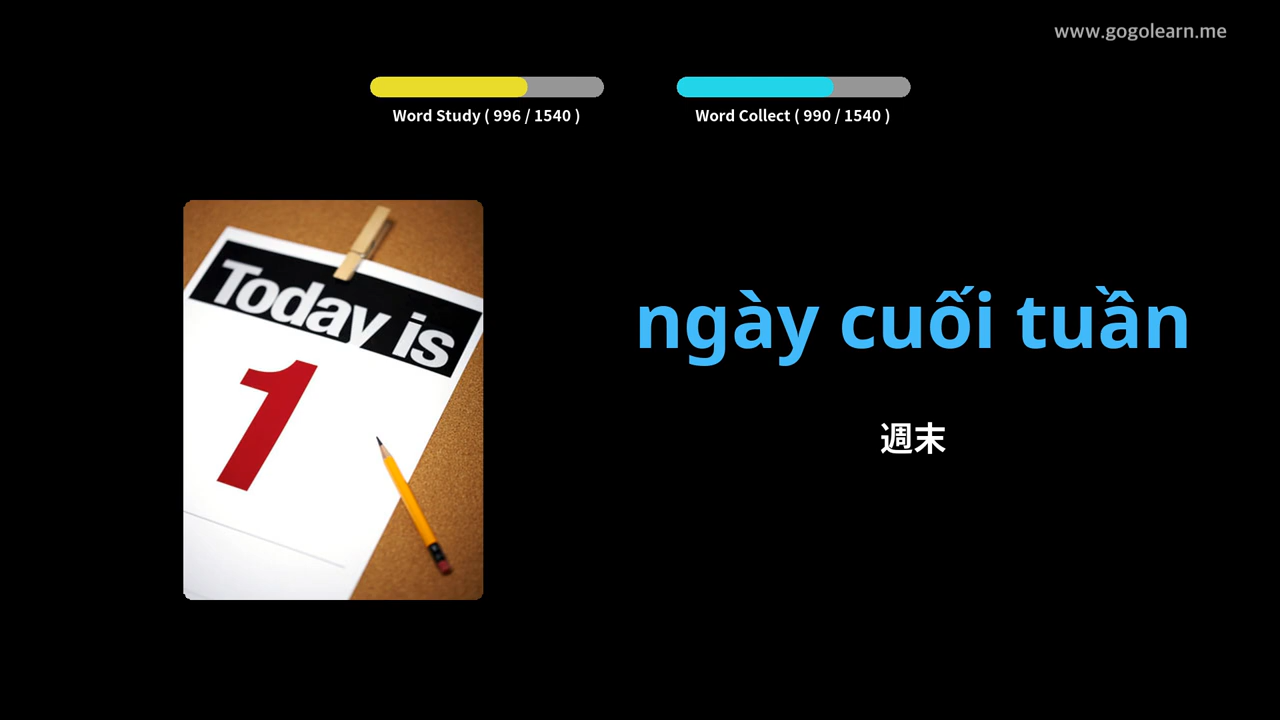 www.gogolearn.me
Word Study ( 996 / 1540 )
Word Collect ( 990 / 1540 )
Today is
1
ngày cuối tuần
週末